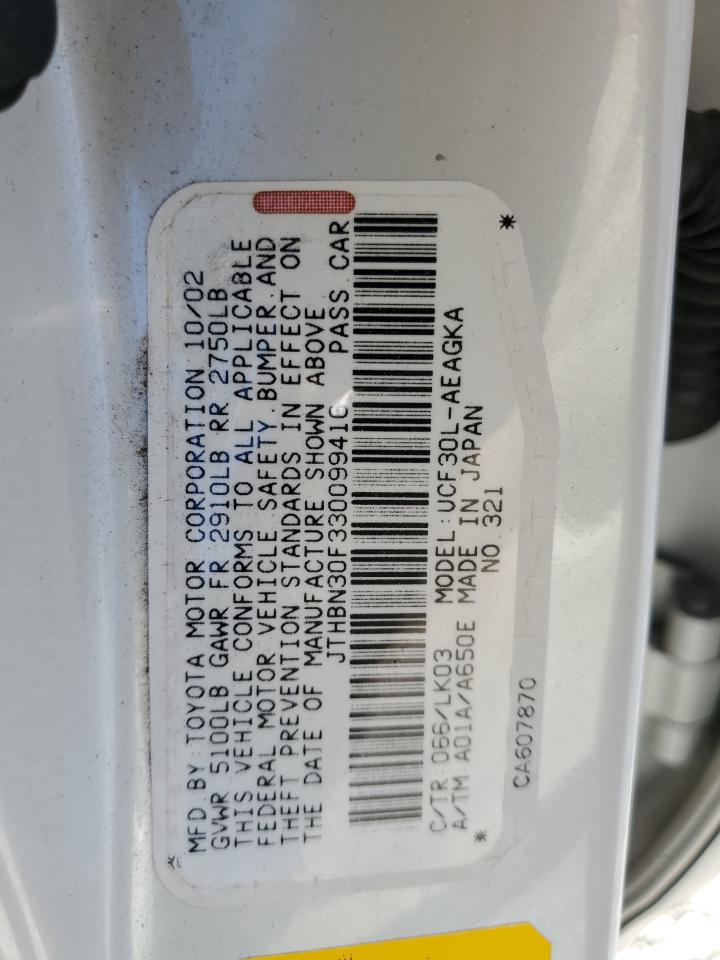 MFD BY: TOYOTA MOTOR CORPORATION 10/02
GVWR 5100LB GAWR FR 2910LB RR 2750LB
THIS VEHICLE CONFORMS TO ALL APPLICABLE
FEDERAL MOTOR VEHICLE SAFETY.BUMPER.AND
THEFT PREVENTION STANDARDS IN EFFECT ON
THE DATE OF MANUFACTURE SHOWN ABOVE
JTHBN30F330099416 PASS.CAR
C/TR:066/LK03 MODEL:UCF30L-AEAGKA
A/TM A01A/A650E MADE IN JAPAN
NO.321
CA607870